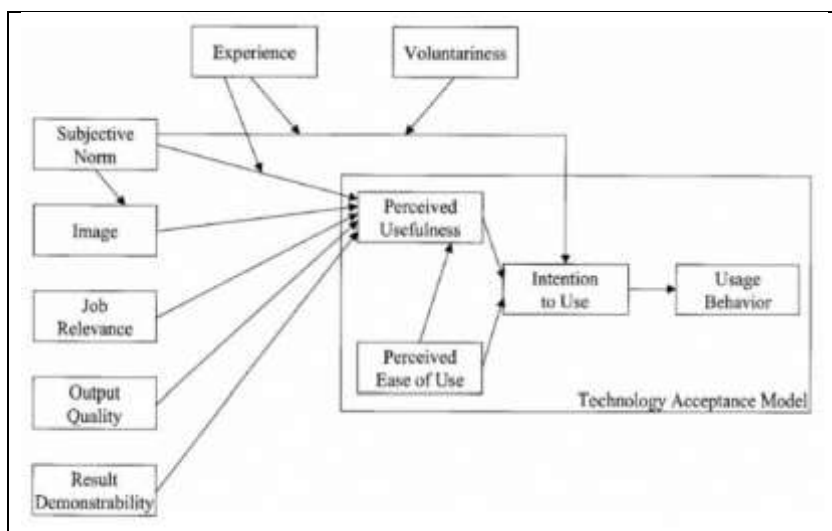 Experience
Voluntariness
Subjective
Norm
Image
Perceived
Usefulness
Intention
to Use
Usage
Behavior
Job
Relevance
Perceived
Ease of Use
Technology Acceptance Model
Output
Quality
Result
Demonstrability